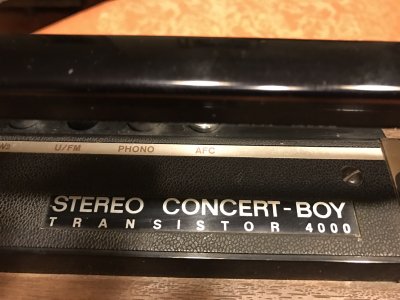 U/FM PHONO AFC
STEREO CONCERT-BOY
TRANSISTOR 4000